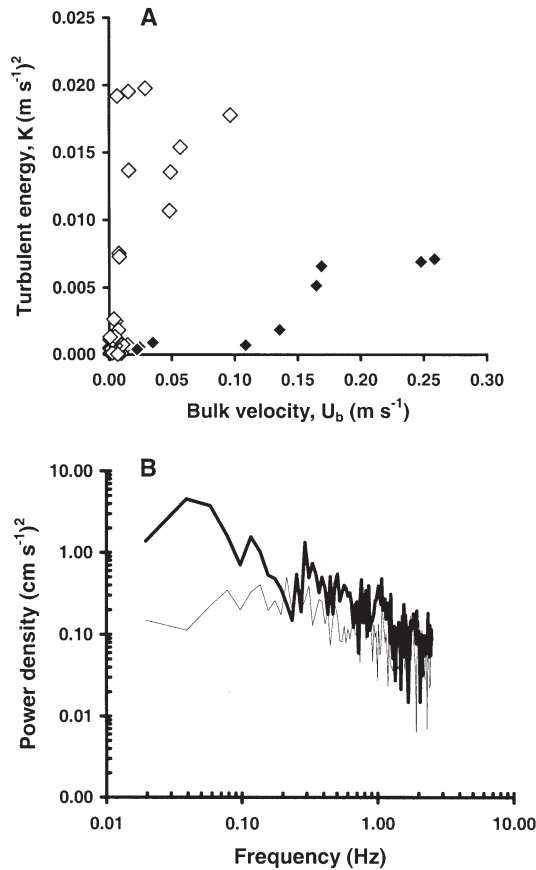 A
Turbulent energy, K (m s⁻¹)²
0.025
0.020
0.015
0.010
0.005
0.000
0.00 0.05 0.10 0.15 0.20 0.25 0.30
Bulk velocity, U_b (m s⁻¹)
B
Power density (cm s⁻¹)²
10.00
1.00
0.10
0.01
0.00
0.01 0.10 1.00 10.00
Frequency (Hz)